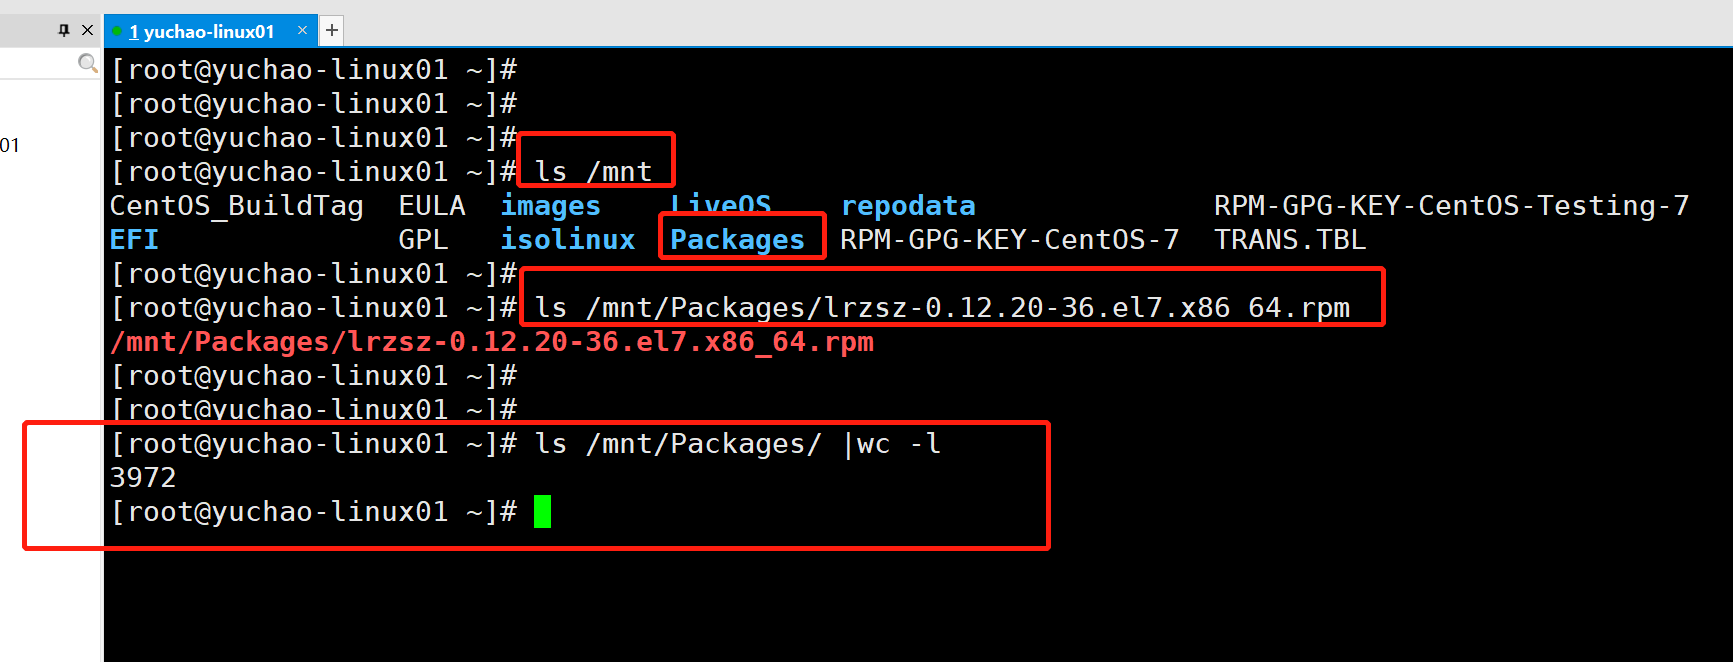 1 yuchao-linux01
01
[root@yuchao-linux01 ~]#
[root@yuchao-linux01 ~]#
[root@yuchao-linux01 ~]#
[root@yuchao-linux01 ~]# ls /mnt
CentOS_BuildTag EULA images LiveOS repodata RPM-GPG-KEY-CentOS-Testing-7
EFI GPL isolinux Packages RPM-GPG-KEY-CentOS-7 TRANS.TBL
[root@yuchao-linux01 ~]#
[root@yuchao-linux01 ~]# ls /mnt/Packages/lrzsz-0.12.20-36.el7.x86_64.rpm
/mnt/Packages/lrzsz-0.12.20-36.el7.x86_64.rpm
[root@yuchao-linux01 ~]#
[root@yuchao-linux01 ~]#
[root@yuchao-linux01 ~]# ls /mnt/Packages/ |wc -l
3972
[root@yuchao-linux01 ~]#